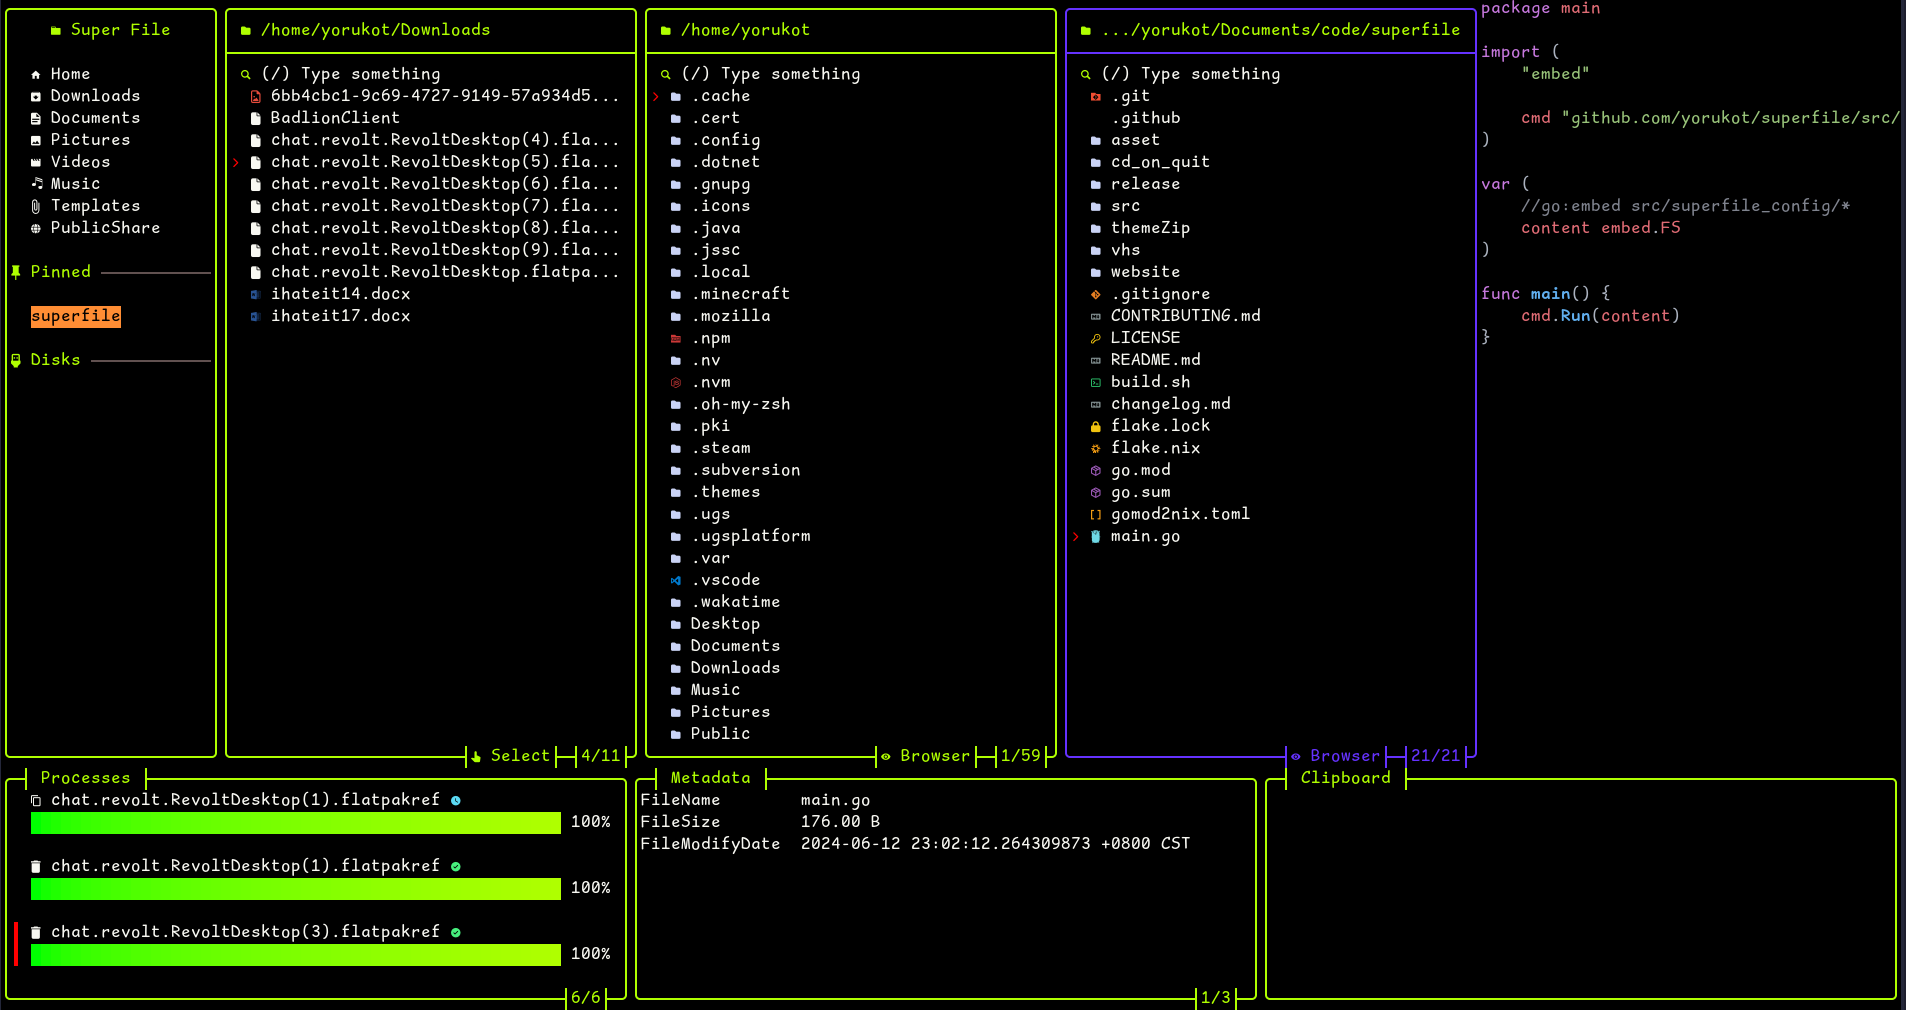 Super File
Home
Downloads
Documents
Pictures
Videos
Music
Templates
PublicShare
Pinned
superfile
Disks
/home/yorukot/Downloads
(/) Type something
6bb4cbc1-9c69-4727-9149-57a934d5...
BadlionClient
chat.revolt.RevoltDesktop(4).fla...
> chat.revolt.RevoltDesktop(5).fla...
chat.revolt.RevoltDesktop(6).fla...
chat.revolt.RevoltDesktop(7).fla...
chat.revolt.RevoltDesktop(8).fla...
chat.revolt.RevoltDesktop(9).fla...
chat.revolt.RevoltDesktop.flatpa...
ihateit14.docx
ihateit17.docx
Select 4/11
/home/yorukot
(/) Type something
> .cache
.cert
.config
.dotnet
.gnupg
.icons
.java
.jssc
.local
.minecraft
.mozilla
.npm
.nv
.nvm
.oh-my-zsh
.pki
.steam
.subversion
.themes
.ugs
.ugsplatform
.var
.vscode
.wakatime
Desktop
Documents
Downloads
Music
Pictures
Public
Browser 1/59
.../yorukot/Documents/code/superfile
(/) Type something
.git
.github
asset
cd_on_quit
release
src
themeZip
vhs
website
.gitignore
CONTRIBUTING.md
LICENSE
README.md
build.sh
changelog.md
flake.lock
flake.nix
go.mod
go.sum
gomod2nix.toml
> main.go
Browser 21/21
package main
import (
"embed"
cmd "github.com/yorukot/superfile/src/
)
var (
//go:embed src/superfile_config/*
content embed.FS
)
func main() {
cmd.Run(content)
}
Processes
chat.revolt.RevoltDesktop(1).flatpakref
100%
chat.revolt.RevoltDesktop(1).flatpakref
100%
chat.revolt.RevoltDesktop(3).flatpakref
100%
6/6
Metadata
FileName main.go
FileSize 176.00 B
FileModifyDate 2024-06-12 23:02:12.264309873 +0800 CST
1/3
Clipboard